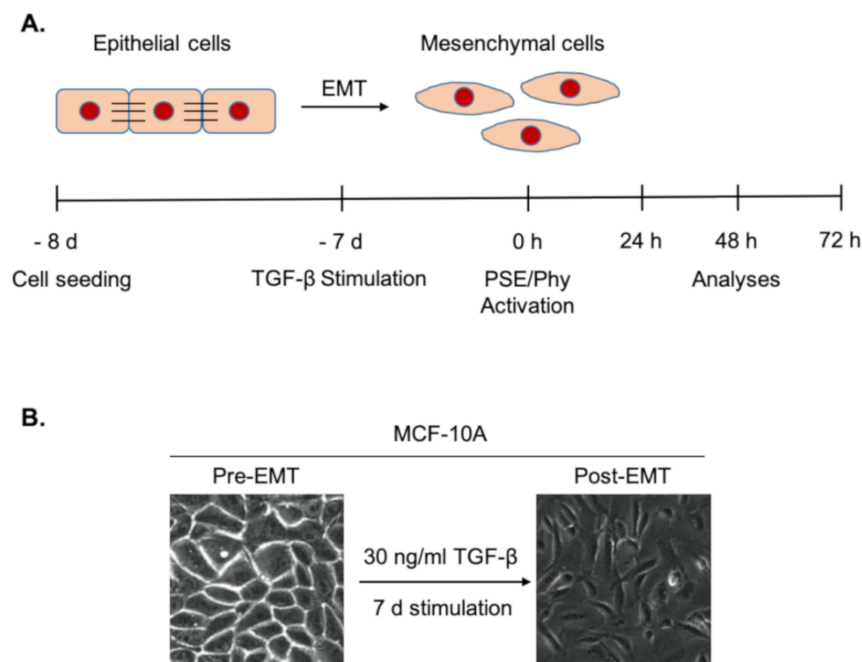 A.
Epithelial cells
Mesenchymal cells
EMT
- 8 d
- 7 d
0 h
24 h
48 h
72 h
Cell seeding
TGF-β Stimulation
PSE/Phy
Activation
Analyses
B.
MCF-10A
Pre-EMT
Post-EMT
30 ng/ml TGF-β
7 d stimulation